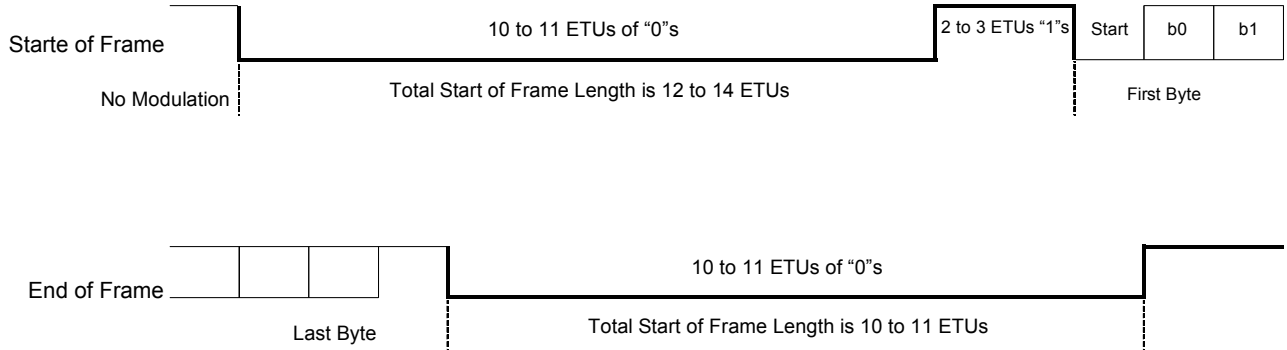 10 to 11 ETUs of “0”s
2 to 3 ETUs “1”s
Start
b0
b1
Starte of Frame
No Modulation
Total Start of Frame Length is 12 to 14 ETUs
First Byte
10 to 11 ETUs of “0”s
End of Frame
Last Byte
Total Start of Frame Length is 10 to 11 ETUs